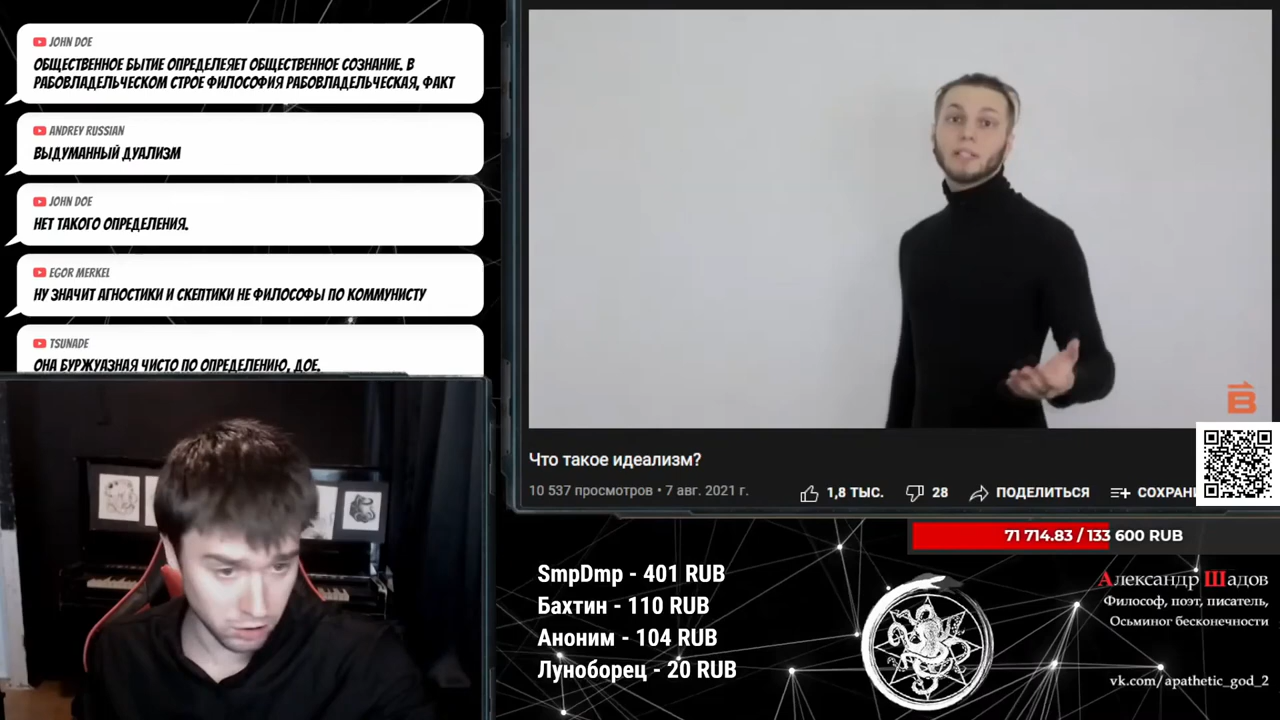 JOHN DOE
ОБЩЕСТВЕННОЕ БЫТИЕ ОПРЕДЕЛЕЯЕТ ОБЩЕСТВЕННОЕ СОЗНАНИЕ. В
РАБОВЛАДЕЛЬЧЕСКОМ СТРОЕ ФИЛОСОФИЯ РАБОВЛАДЕЛЬЧЕСКАЯ, ФАКТ
ANDREY RUSSIAN
ВЫДУМАННЫЙ ДУАЛИЗМ
JOHN DOE
НЕТ ТАКОГО ОПРЕДЕЛЕНИЯ.
EGOR MERKEL
НУ ЗНАЧИТ АГНОСТИКИ И СКЕПТИКИ НЕ ФИЛОСОФЫ ПО КОММУНИСТУ
TSUNADE
ОНА БУРЖУАЗНАЯ ЧИСТО ПО ОПРЕДЕЛЕНИЮ, ДОЕ.
В
Что такое идеализм?
10 537 просмотров • 7 авг. 2021 г.
1,8 ТЫС.
28
ПОДЕЛИТЬСЯ
СОХРАНИ
71 714.83 / 133 600 RUB
SmpDmp - 401 RUB
Бахтин - 110 RUB
Аноним - 104 RUB
Луноборец - 20 RUB
Александр Шадов
Философ, поэт, писатель,
Осьминог бесконечности
vk.com/apathetic_god_2